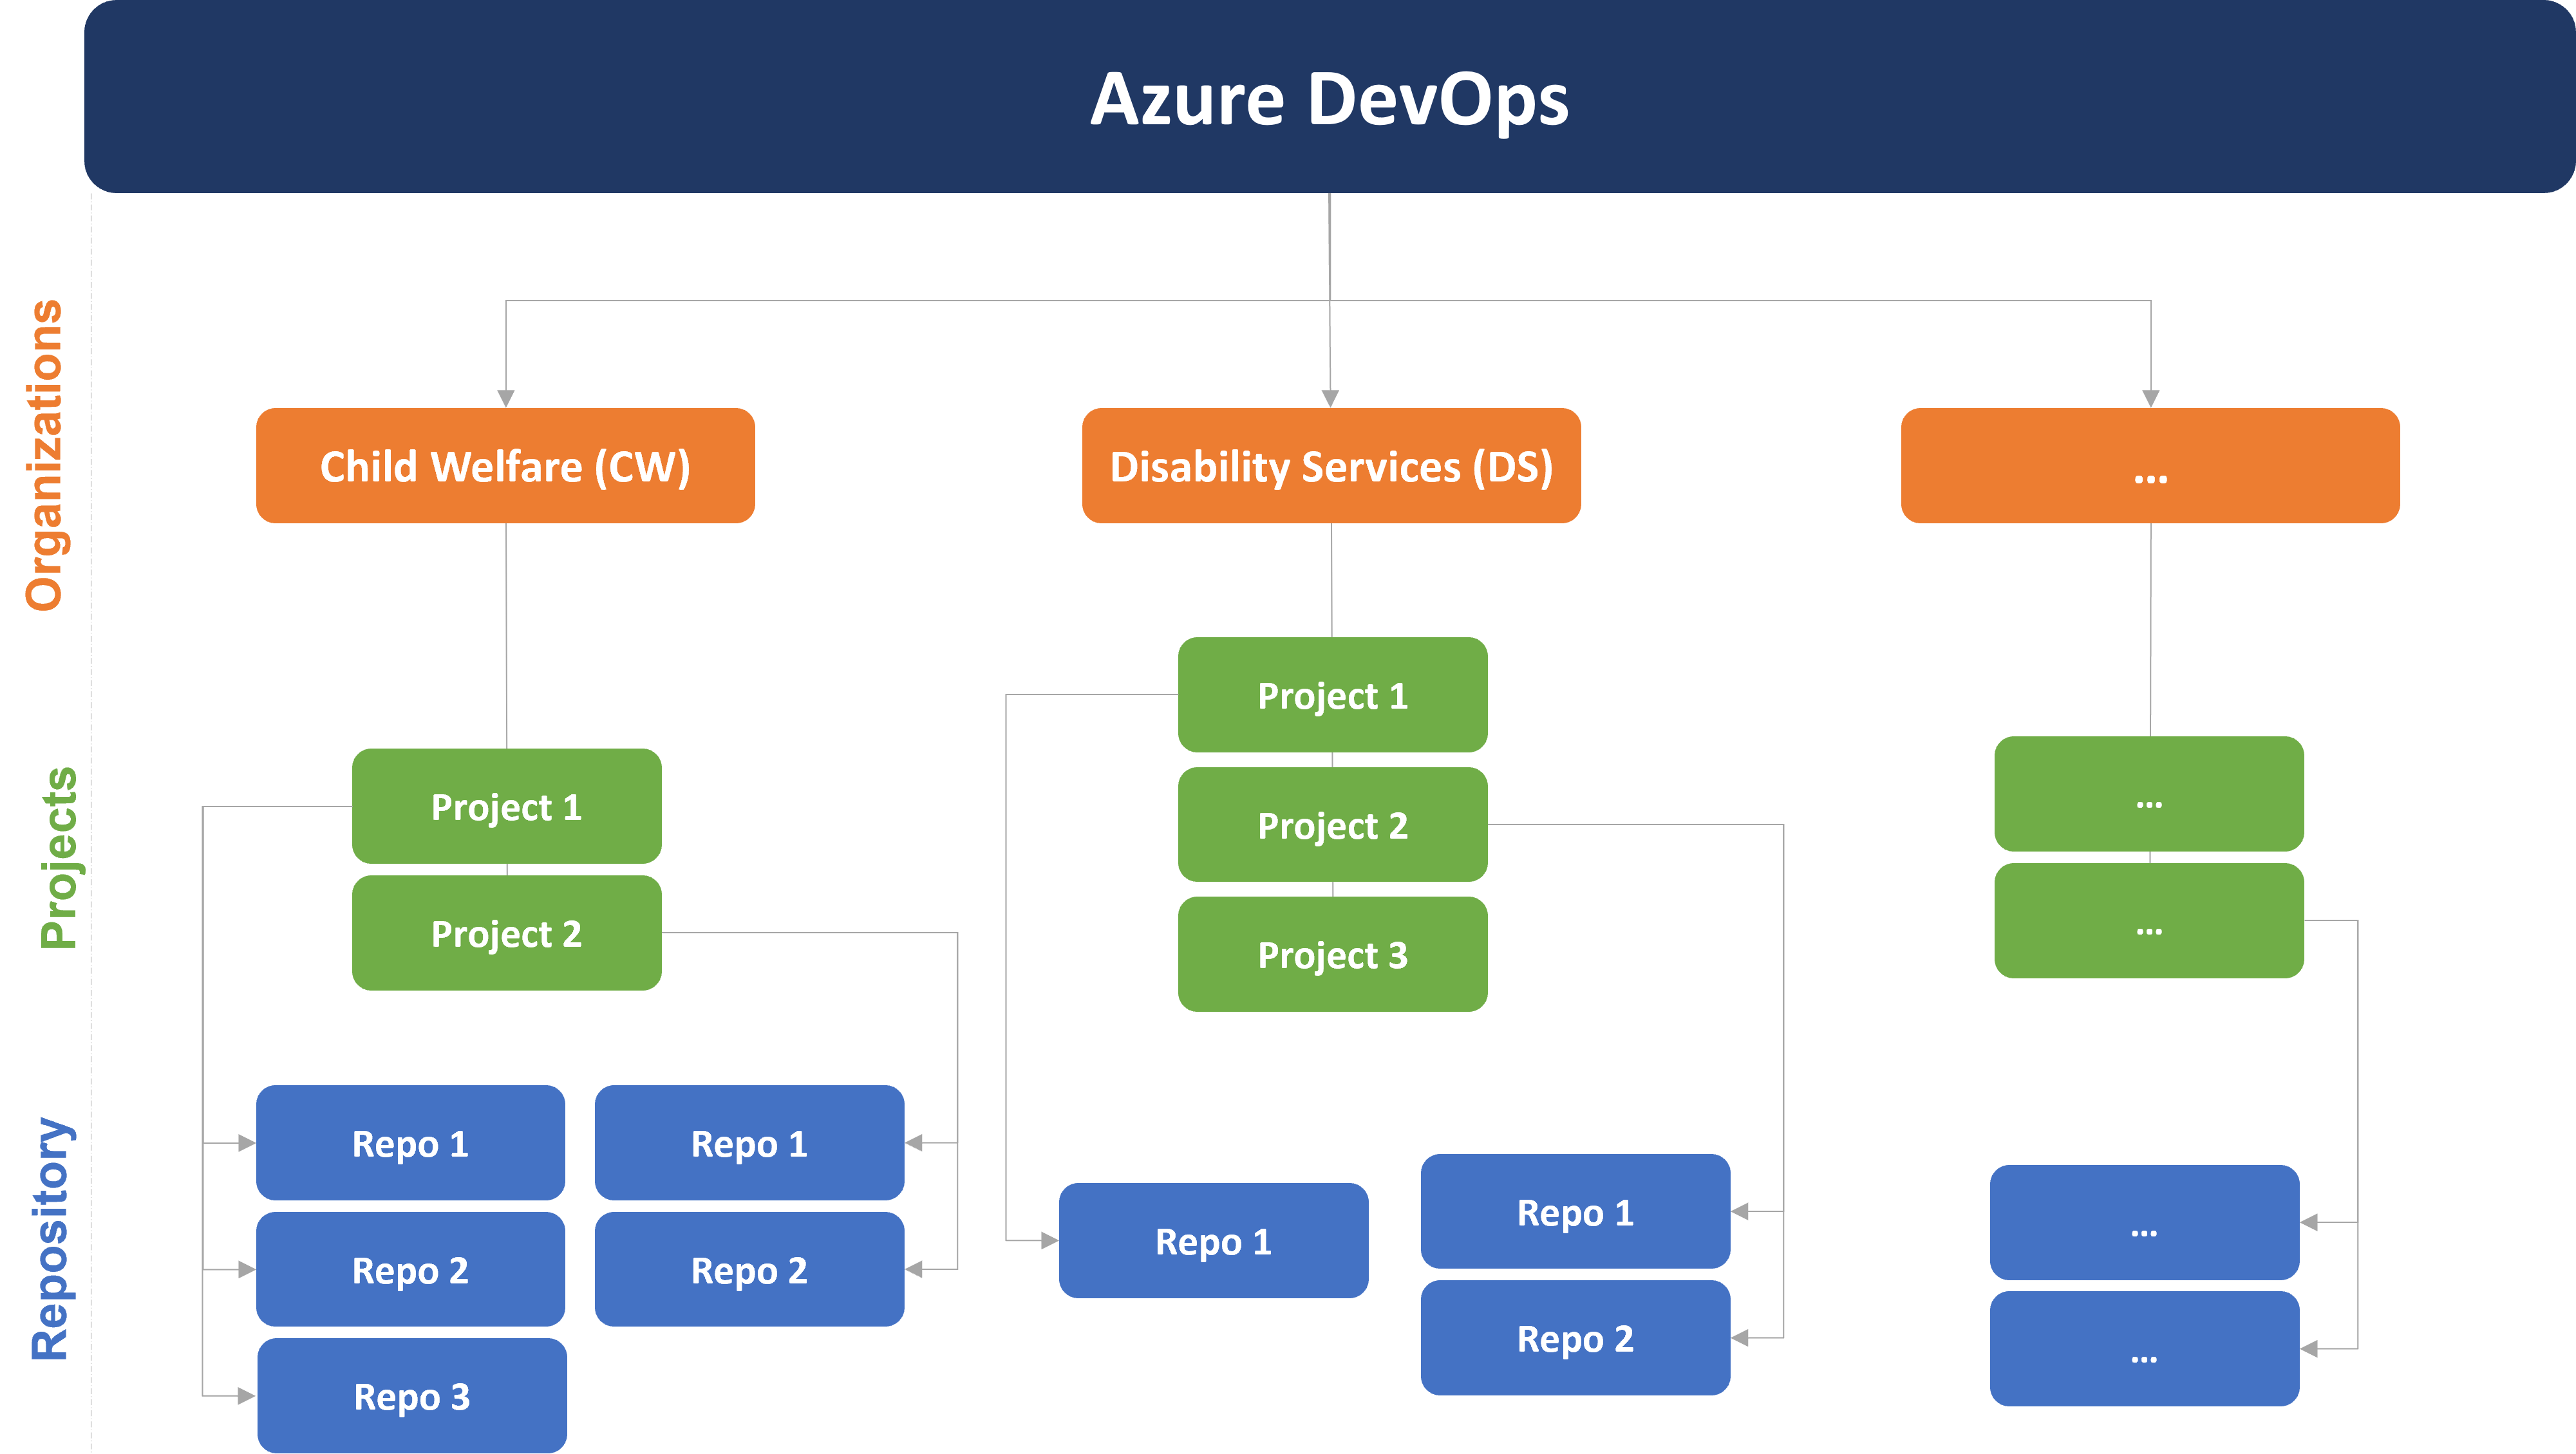 Azure DevOps
Organizations
Child Welfare (CW)
Disability Services (DS)
...
Projects
Project 1
Project 2
Project 1
Project 2
Project 3
...
...
Repository
Repo 1
Repo 2
Repo 3
Repo 1
Repo 2
Repo 1
Repo 1
Repo 2
...
...